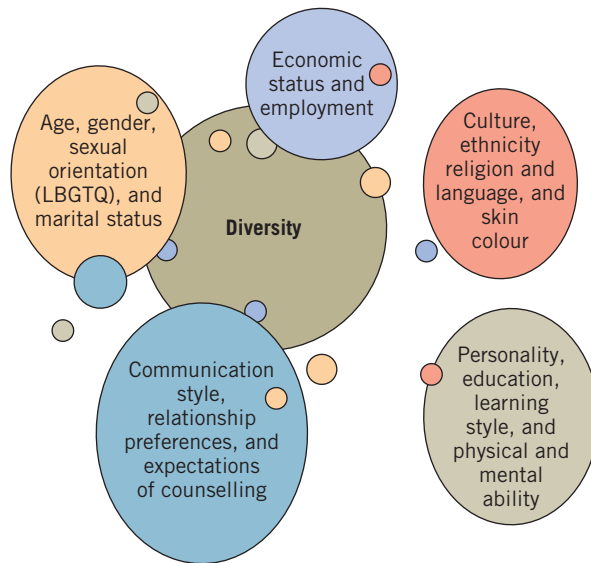 Economic
status and
employment
Age, gender,
sexual
orientation
(LBGTQ), and
marital status
Culture,
ethnicity
religion and
language, and
skin
colour
Diversity
Communication
style,
relationship
preferences, and
expectations
of counselling
Personality,
education,
learning
style, and
physical and
mental
ability